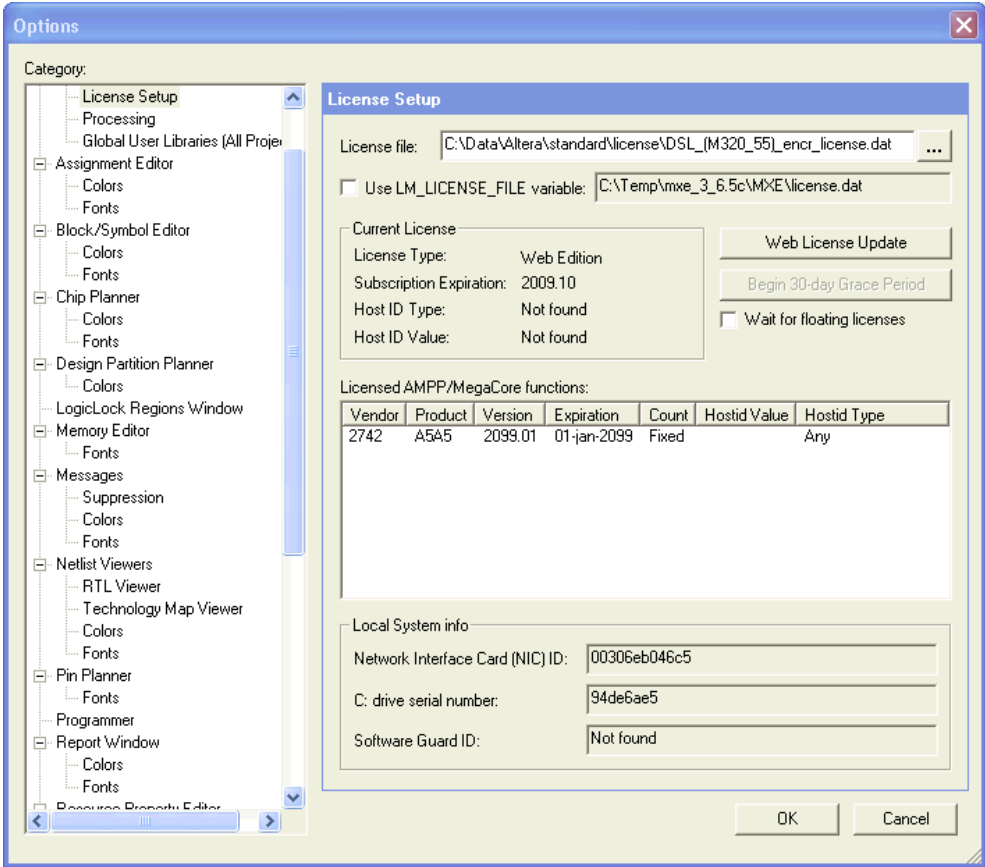 Options
Category:
License Setup
Processing
Global User Libraries (All Proje
Assignment Editor
Colors
Fonts
Block/Symbol Editor
Colors
Fonts
Chip Planner
Colors
Fonts
Design Partition Planner
Colors
LogicLock Regions Window
Memory Editor
Fonts
Messages
Suppression
Colors
Fonts
Netlist Viewers
RTL Viewer
Technology Map Viewer
Colors
Fonts
Pin Planner
Fonts
Programmer
Report Window
Colors
Fonts
Resource Property Editor
License Setup
License file: C:\Data\Altera\standard\license\DSL_(M320_55)_encr_license.dat ...
Use LM_LICENSE_FILE variable: C:\Temp\mxe_3_6.5c\MXE\license.dat
Current License
License Type: Web Edition
Subscription Expiration: 2009.10
Host ID Type: Not found
Host ID Value: Not found
Web License Update
Begin 30-day Grace Period
Wait for floating licenses
Licensed AMPP/MegaCore functions:
Vendor Product Version Expiration Count Hostid Value Hostid Type
2742 A5A5 2099.01 01-jan-2099 Fixed Any
Local System info
Network Interface Card (NIC) ID: 00306eb046c5
C: drive serial number: 94de6ae5
Software Guard ID: Not found
OK Cancel